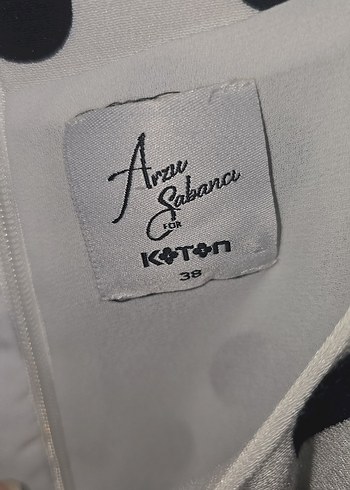 Arzu
Sabancı
FOR
KOTON
38